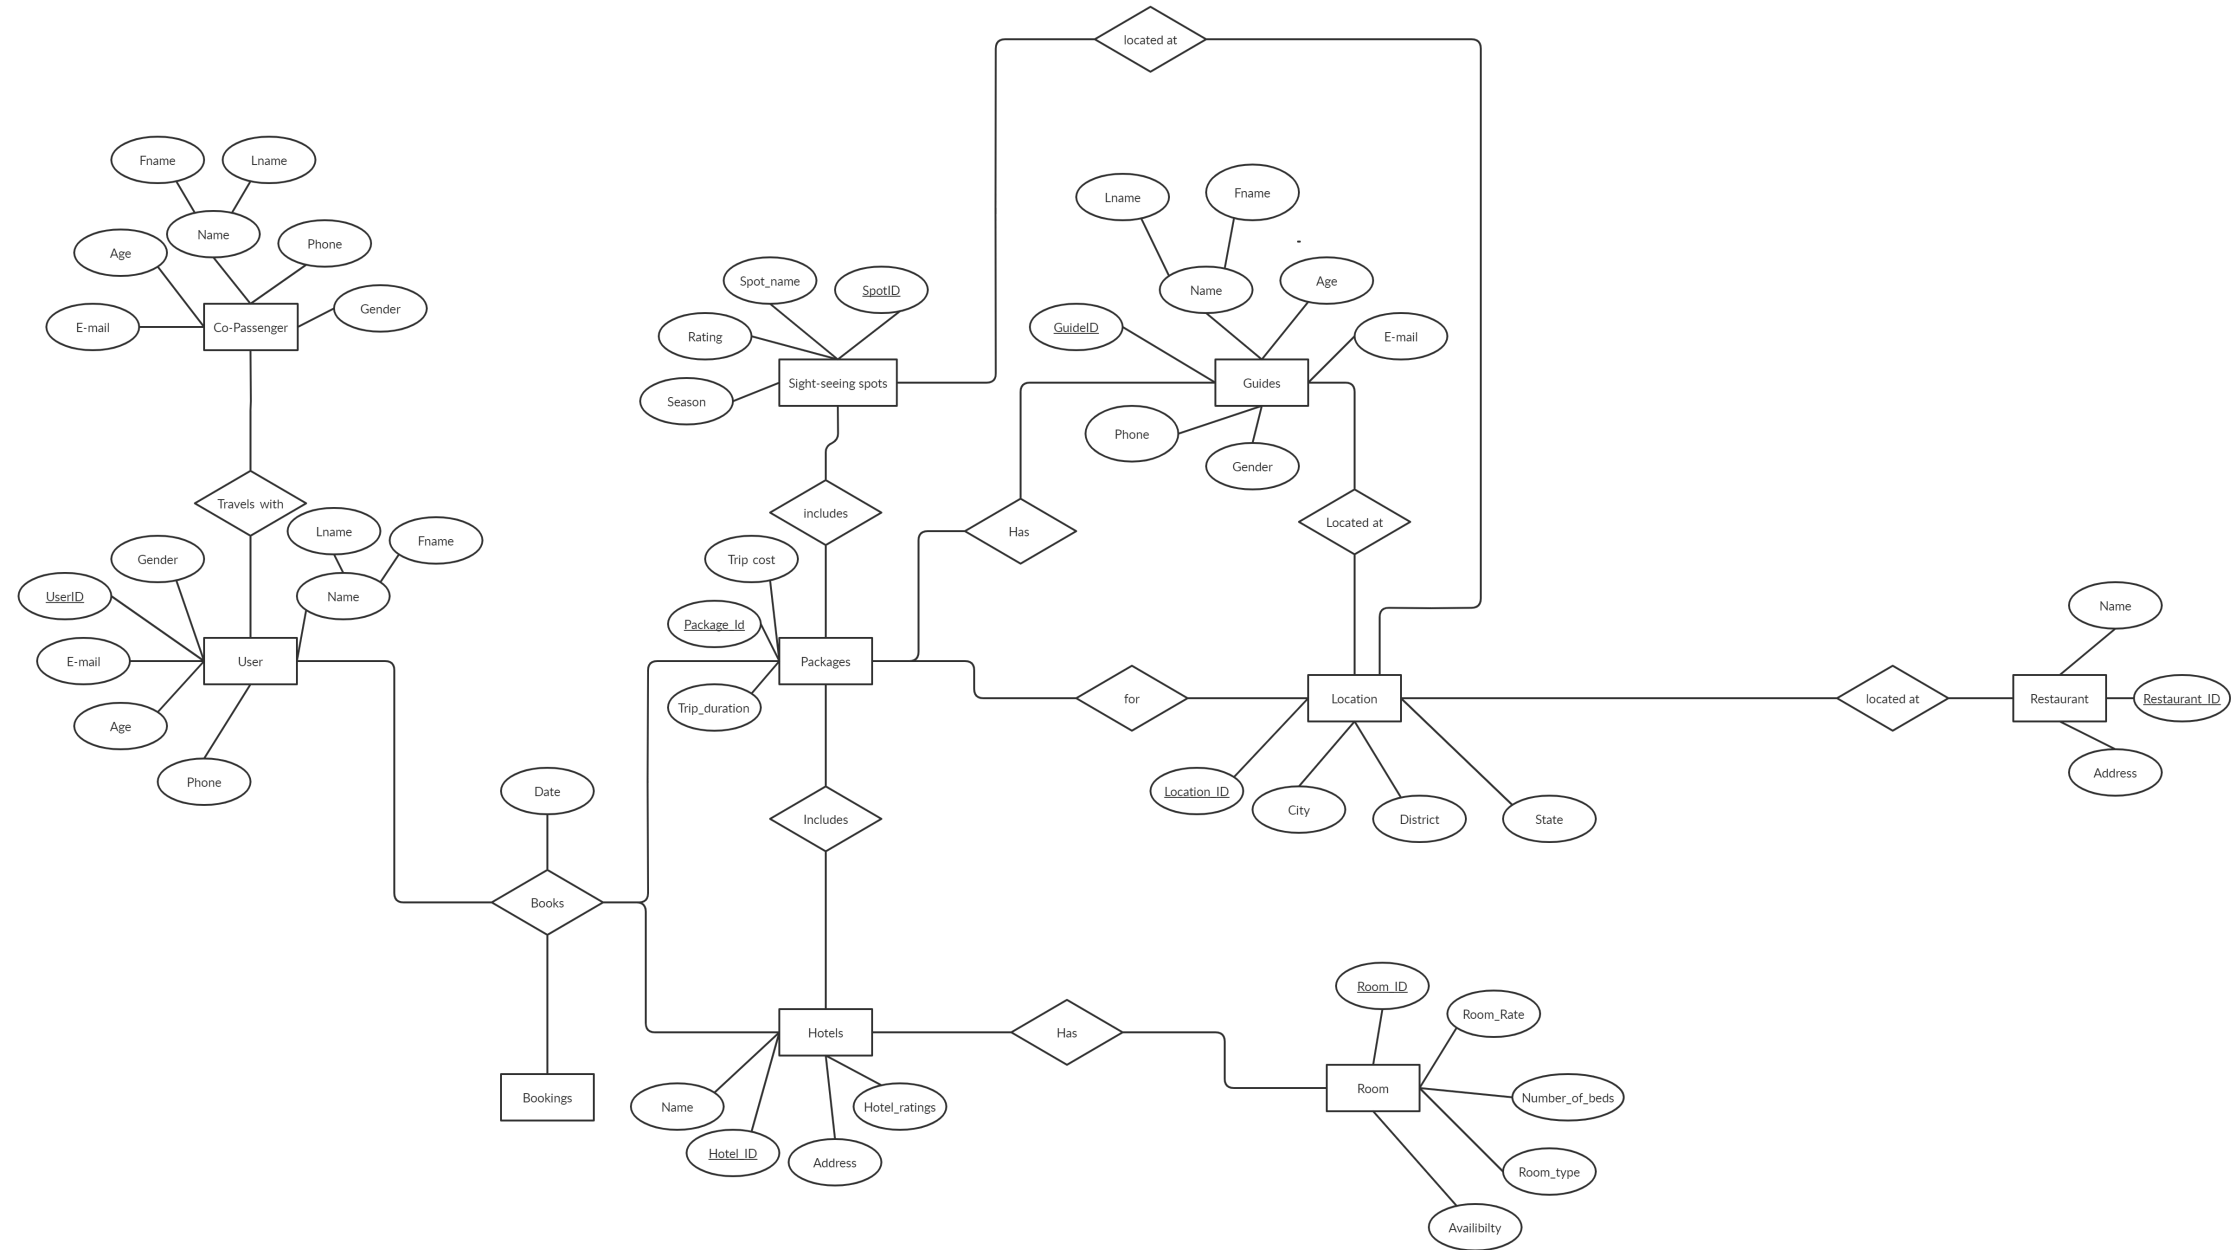 located at
Fname
Lname
Name
Age
Phone
Gender
E-mail
Co-Passenger
Lname
Fname
-
Name
Age
GuideID
E-mail
Guides
Phone
Gender
Spot_name
SpotID
Rating
Season
Sight-seeing spots
Travels with
includes
Has
Located at
Lname
Fname
Gender
Name
UserID
E-mail
User
Age
Phone
Trip cost
Package_Id
Packages
Trip_duration
for
Location
Location_ID
City
District
State
located at
Name
Restaurant
Restaurant_ID
Address
Date
Books
Includes
Bookings
Hotels
Name
Hotel_ID
Address
Hotel_ratings
Has
Room_ID
Room_Rate
Room
Number_of_beds
Room_type
Availibilty